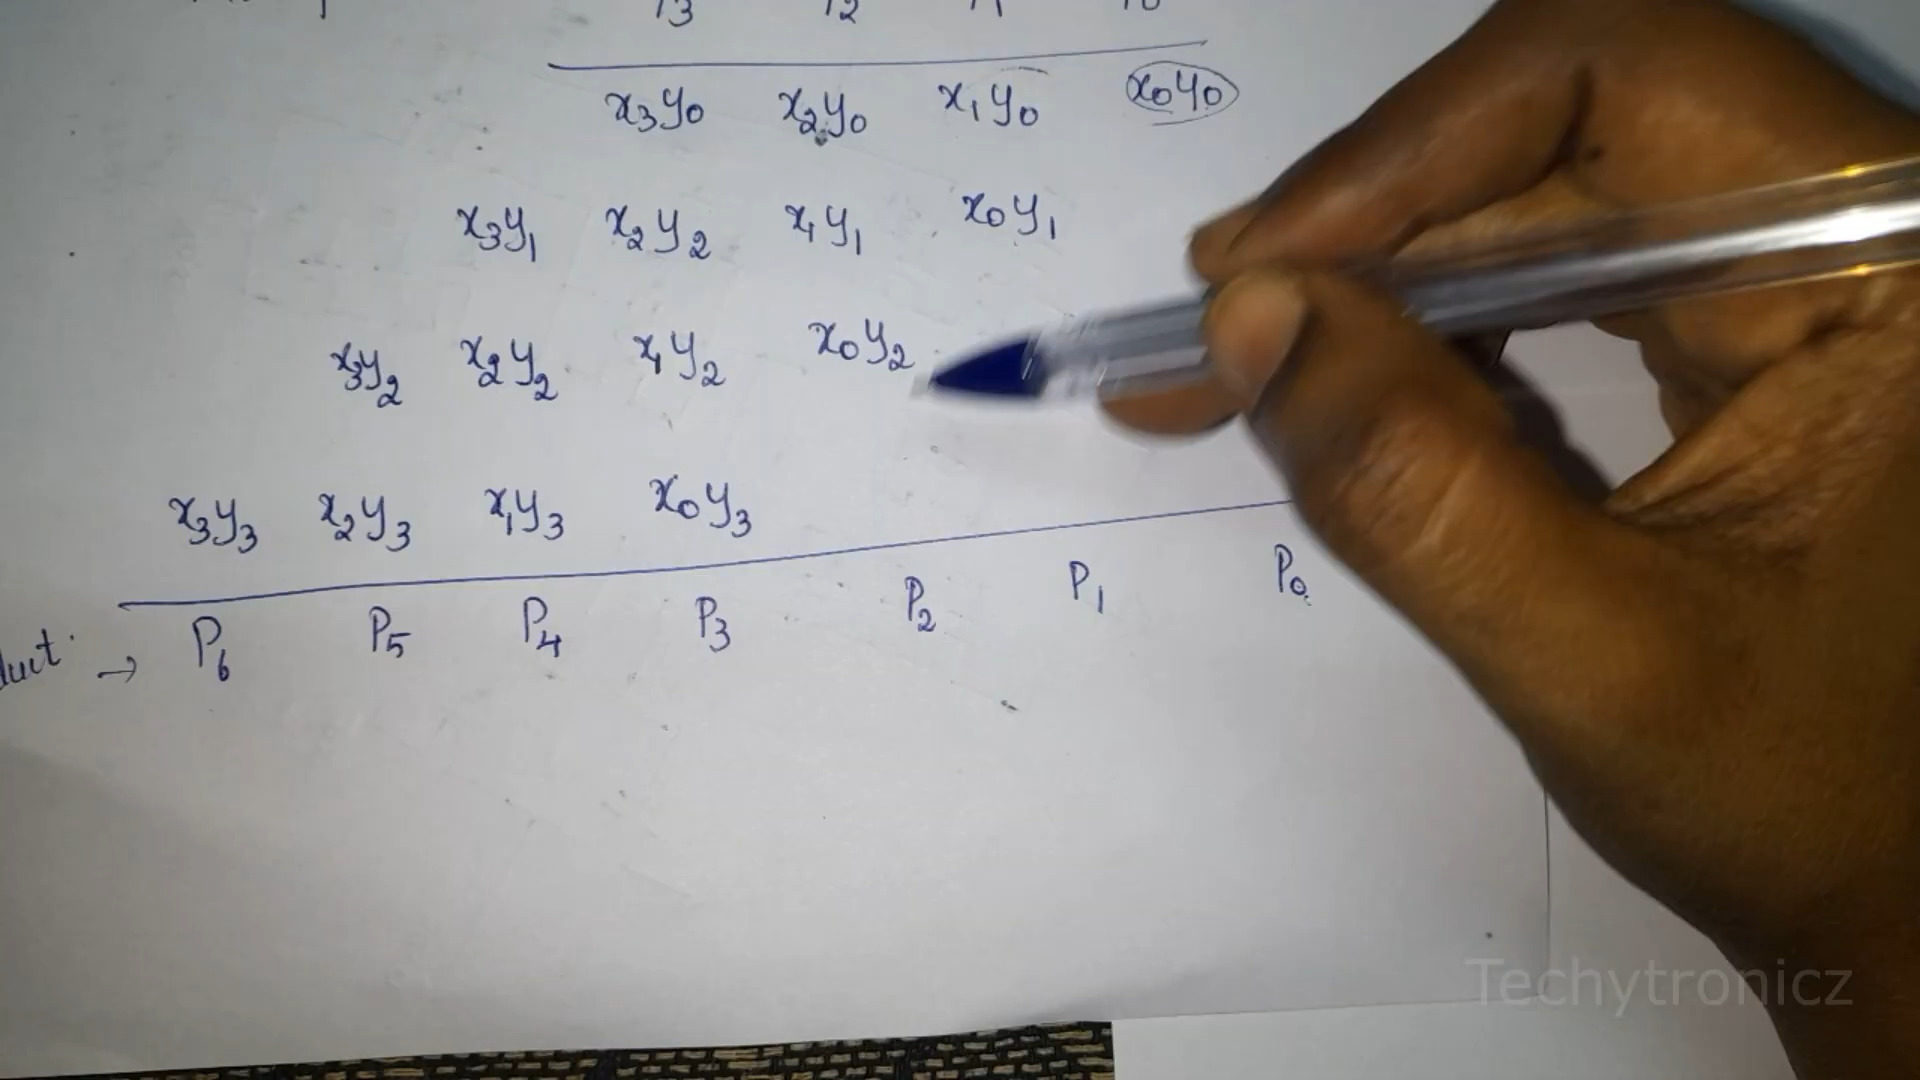 x₃y₀ x₂y₀ x₁y₀ x₀y₀
x₃y₁ x₂y₂ x₁y₁ x₀y₁
x₃y₂ x₂y₂ x₁y₂ x₀y₂
x₃y₃ x₂y₃ x₁y₃ x₀y₃
duct → P₆ P₅ P₄ P₃ P₂ P₁ P₀
Techytronicz